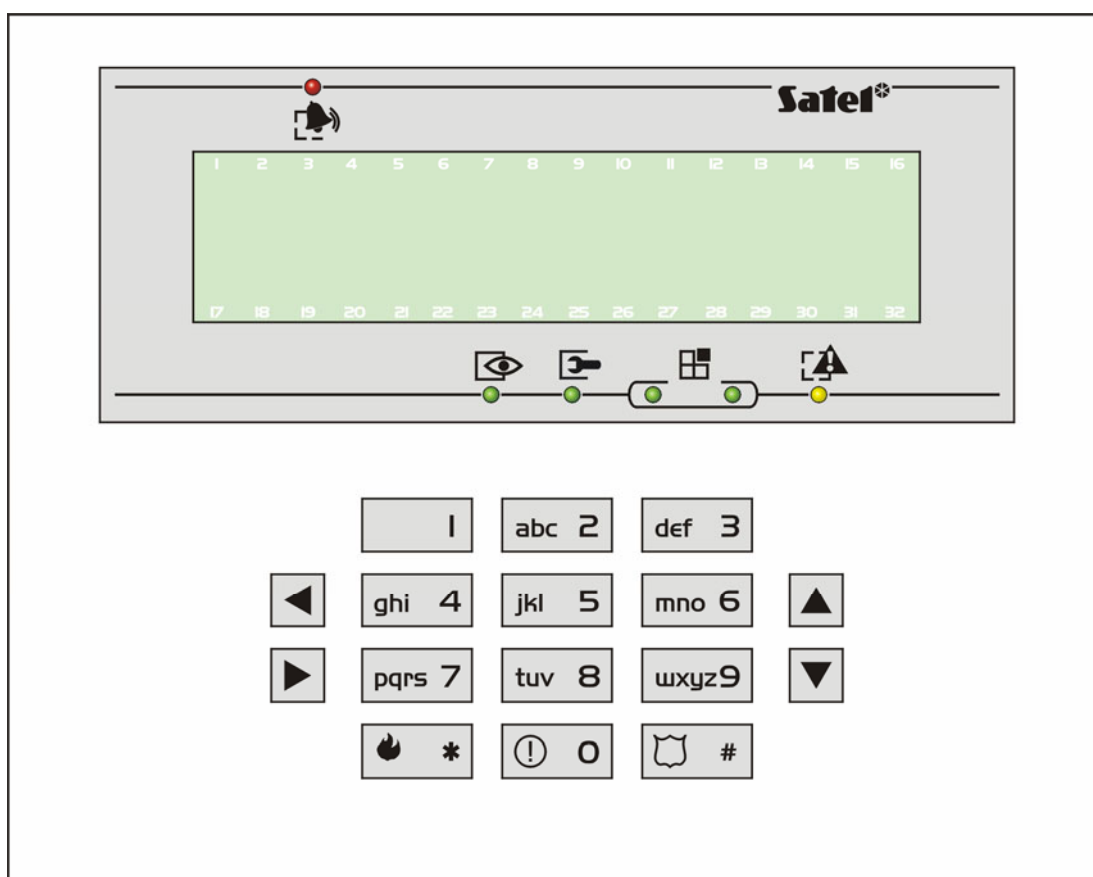 Satel
1 2 3 4 5 6 7 8 9 10 11 12 13 14 15 16
17 18 19 20 21 22 23 24 25 26 27 28 29 30 31 32
1 abc 2 def 3
ghi 4 jkl 5 mno 6
pqrs 7 tuv 8 wxyz 9
* ! 0 #